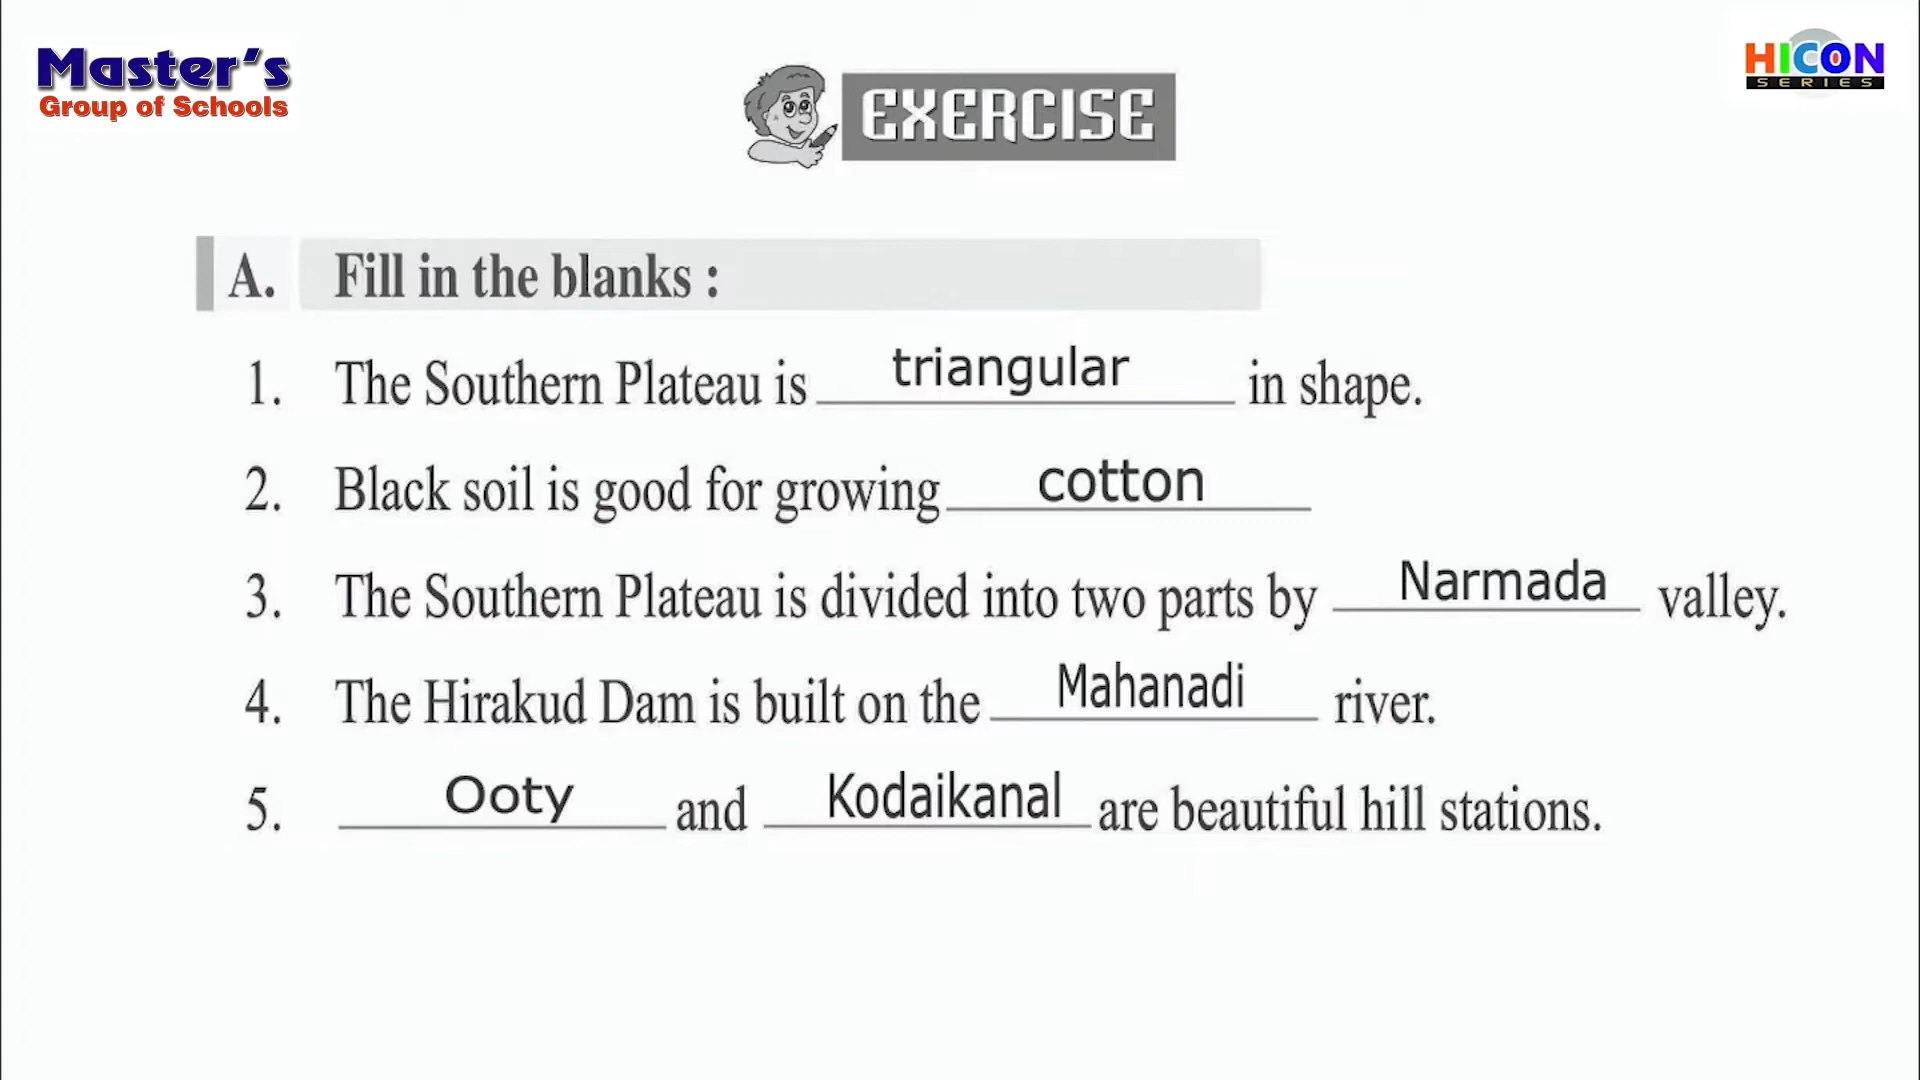 Master's
Group of Schools
HICON
SERIES
EXERCISE
A. Fill in the blanks :
1. The Southern Plateau is triangular in shape.
2. Black soil is good for growing cotton
3. The Southern Plateau is divided into two parts by Narmada valley.
4. The Hirakud Dam is built on the Mahanadi river.
5. Ooty and Kodaikanal are beautiful hill stations.